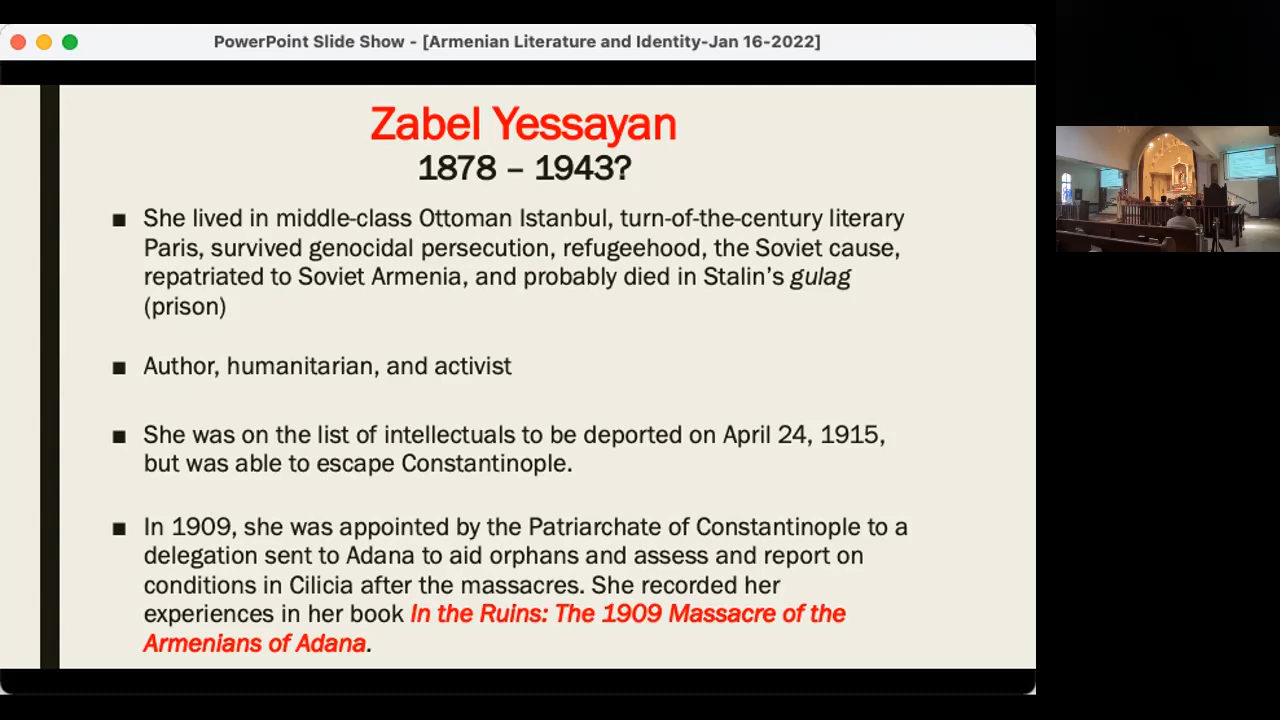 PowerPoint Slide Show - [Armenian Literature and Identity-Jan 16-2022]
Zabel Yessayan
1878 – 1943?
■ She lived in middle-class Ottoman Istanbul, turn-of-the-century literary
Paris, survived genocidal persecution, refugeehood, the Soviet cause,
repatriated to Soviet Armenia, and probably died in Stalin's gulag
(prison)
■ Author, humanitarian, and activist
■ She was on the list of intellectuals to be deported on April 24, 1915,
but was able to escape Constantinople.
■ In 1909, she was appointed by the Patriarchate of Constantinople to a
delegation sent to Adana to aid orphans and assess and report on
conditions in Cilicia after the massacres. She recorded her
experiences in her book In the Ruins: The 1909 Massacre of the
Armenians of Adana.